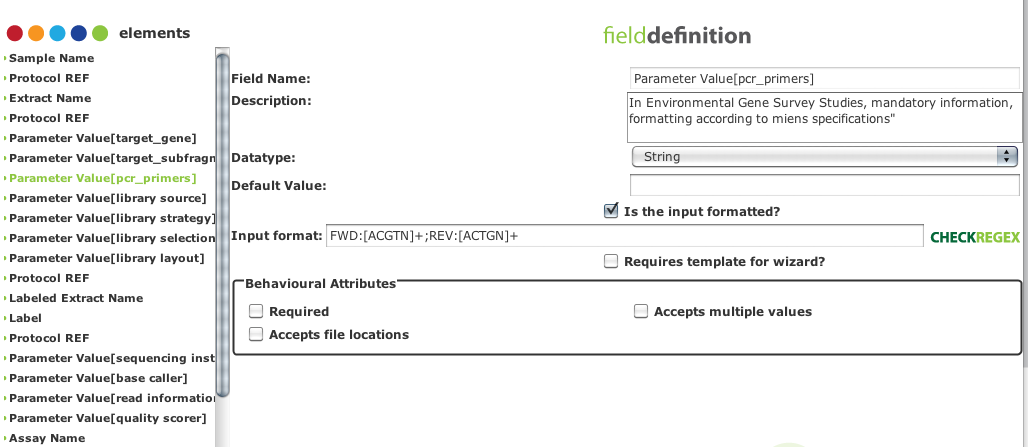 elements
Sample Name
Protocol REF
Extract Name
Protocol REF
Parameter Value[target_gene]
Parameter Value[target_subfragn
Parameter Value[pcr_primers]
Parameter Value[library source]
Parameter Value[library strategy]
Parameter Value[library selection
Parameter Value[library layout]
Protocol REF
Labeled Extract Name
Label
Protocol REF
Parameter Value[sequencing inst
Parameter Value[base caller]
Parameter Value[read information
Parameter Value[quality scorer]
Assay Name
fielddefinition
Field Name: Parameter Value[pcr_primers]
Description: In Environmental Gene Survey Studies, mandatory information,
formatting according to miens specifications"
Datatype: String
Default Value:
Is the input formatted?
Input format: FWD:[ACGTN]+;REV:[ACTGN]+ CHECKREGEX
Requires template for wizard?
Behavioural Attributes
Required Accepts multiple values
Accepts file locations